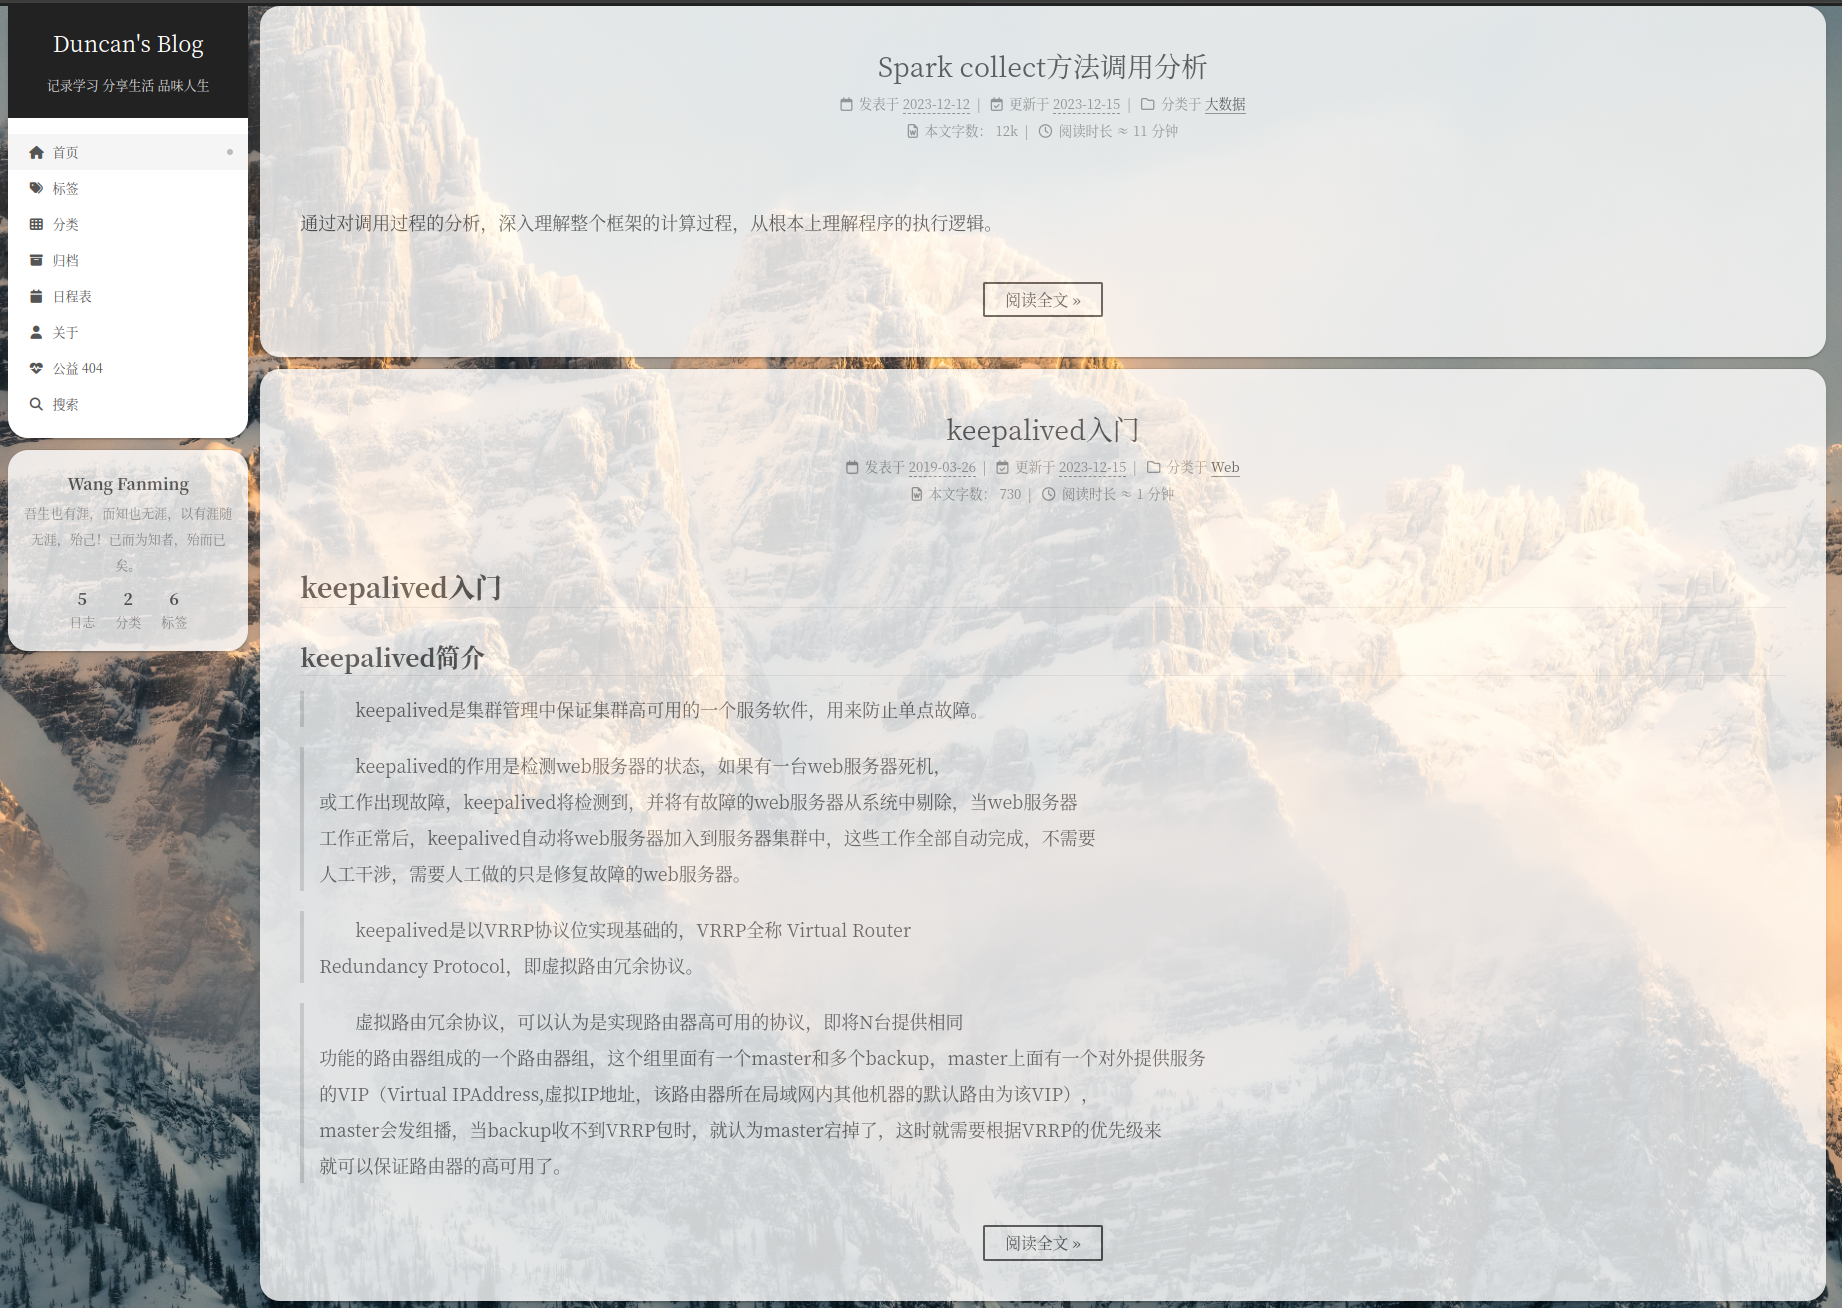 Duncan's Blog
记录学习 分享生活 品味人生
首页
标签
分类
归档
日程表
关于
公益 404
搜索
Wang Fanming
吾生也有涯，而知也无涯，以有涯随
无涯，殆己！已而为知者，殆而已
矣。
5 2 6
日志 分类 标签
Spark collect方法调用分析
发表于 2023-12-12 | 更新于 2023-12-15 | 分类于 大数据
本文字数： 12k | 阅读时长 ≈ 11 分钟
通过对调用过程的分析，深入理解整个框架的计算过程，从根本上理解程序的执行逻辑。
阅读全文 »
keepalived入门
发表于 2019-03-26 | 更新于 2023-12-15 | 分类于 Web
本文字数： 730 | 阅读时长 ≈ 1 分钟
keepalived入门
keepalived简介
keepalived是集群管理中保证集群高可用的一个服务软件，用来防止单点故障。
keepalived的作用是检测web服务器的状态，如果有一台web服务器死机，
或工作出现故障，keepalived将检测到，并将有故障的web服务器从系统中剔除，当web服务器
工作正常后，keepalived自动将web服务器加入到服务器集群中，这些工作全部自动完成，不需要
人工干涉，需要人工做的只是修复故障的web服务器。
keepalived是以VRRP协议位实现基础的，VRRP全称 Virtual Router
Redundancy Protocol，即虚拟路由冗余协议。
虚拟路由冗余协议，可以认为是实现路由器高可用的协议，即将N台提供相同
功能的路由器组成的一个路由器组，这个组里面有一个master和多个backup，master上面有一个对外提供服务
的VIP（Virtual IPAddress,虚拟IP地址，该路由器所在局域网内其他机器的默认路由为该VIP），
master会发组播，当backup收不到VRRP包时，就认为master宕掉了，这时就需要根据VRRP的优先级来
就可以保证路由器的高可用了。
阅读全文 »